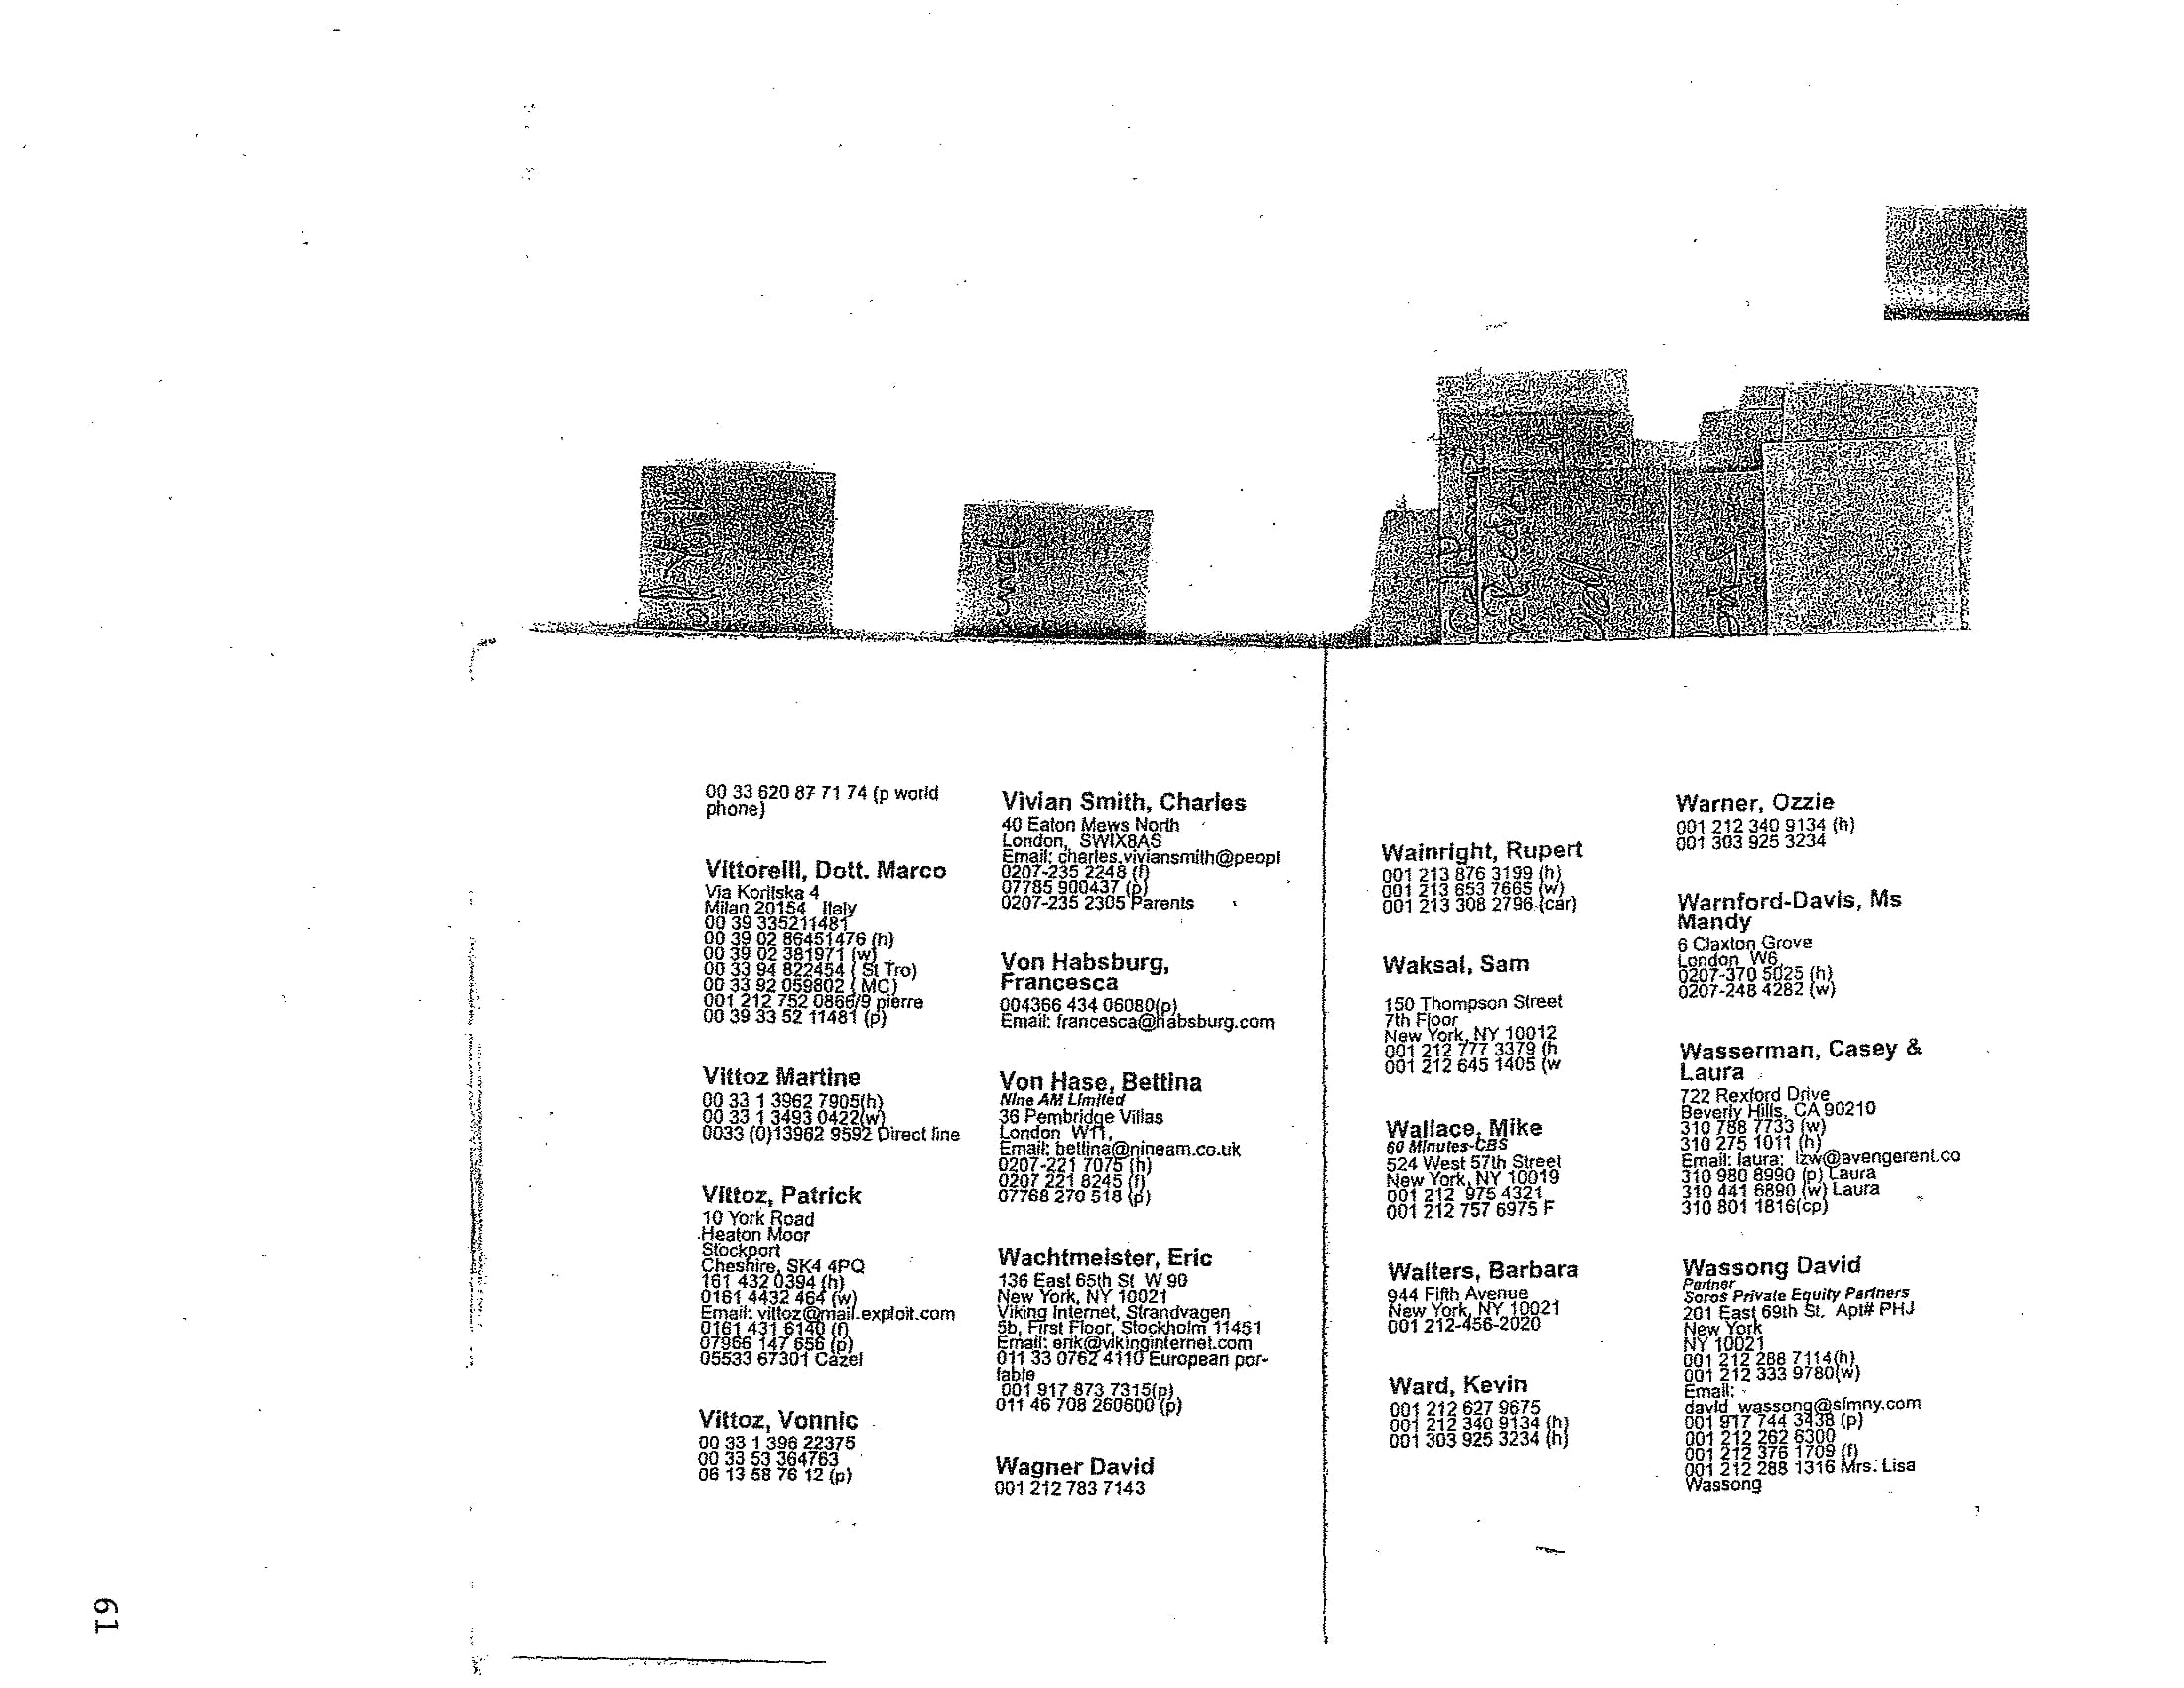 00 33 620 87 71 74 (p world
phone)
Vittorelli, Dott. Marco
Via Koritska 4
Milan 20154 Italy
00 39 335211481
00 39 02 86451476 (h)
00 39 02 381971 (w)
00 33 94 822454 ( St Tro)
00 33 92 059802 ( MC)
001 212 752 0866/9 pierre
00 39 33 52 11481 (p)
Vittoz Martine
00 33 1 3962 7905(h)
00 33 1 3493 0422(w)
0033 (0)13962 9592 Direct line
Vittoz, Patrick
10 York Road
Heaton Moor
Stockport
Cheshire, SK4 4PQ
161 432 0394 (h)
0161 4432 464 (w)
Email: vittoz@mail.exploit.com
0161 431 6140 (f)
07966 147 656 (p)
05533 67301 Cazel
Vittoz, Vonnic
00 33 1 396 22375
00 33 53 364763
06 13 58 76 12 (p)
Vivian Smith, Charles
40 Eaton Mews North
London, SWIX8AS
Email: charles.viviansmith@peopl
0207-235 2248 (f)
07785 900437 (p)
0207-235 2305 Parents
Von Habsburg,
Francesca
004366 434 06080(p)
Email: francesca@habsburg.com
Von Hase, Bettina
Nine AM Limited
36 Pembridge Villas
London W11,
Email: bettina@nineam.co.uk
0207-221 7075 (h)
0207 221 8245 (f)
07768 270 518 (p)
Wachtmeister, Eric
136 East 65th St W 90
New York, NY 10021
Viking Internet, Strandvagen
5b, First Floor, Stockholm 11451
Email: erik@vikinginternet.com
011 33 0762 4110 European por-
table
001 917 873 7315(p)
011 46 708 260600 (p)
Wagner David
001 212 783 7143
Wainright, Rupert
001 213 876 3199 (h)
001 213 653 7665 (w)
001 213 308 2796 (car)
Waksal, Sam
150 Thompson Street
7th Floor
New York, NY 10012
001 212 777 3379 (h
001 212 645 1405 (w
Wallace, Mike
60 Minutes-CBS
524 West 57th Street
New York, NY 10019
001 212 975 4321
001 212 757 6975 F
Walters, Barbara
944 Fifth Avenue
New York, NY 10021
001 212-456-2020
Ward, Kevin
001 212 627 9675
001 212 340 9134 (h)
001 303 925 3234 (h)
Warner, Ozzie
001 212 340 9134 (h)
001 303 925 3234
Warnford-Davis, Ms
Mandy
6 Claxton Grove
London W6,
0207-370 5025 (h)
0207-248 4282 (w)
Wasserman, Casey &
Laura
722 Rexford Drive
Beverly Hills, CA 90210
310 788 7733 (w)
310 275 1011 (h)
Email: laura: lzw@avengerent.co
310 980 8990 (p) Laura
310 441 6890 (w) Laura
310 801 1816(cp)
Wassong David
Partner
Soros Private Equity Partners
201 East 69th St. Apt# PHJ
New York
NY 10021
001 212 288 7114(h)
001 212 333 9780(w)
Email:
david_wassong@sfmny.com
001 917 744 3438 (p)
001 212 262 6300
001 212 376 1709 (f)
001 212 288 1316 Mrs. Lisa
Wassong
61